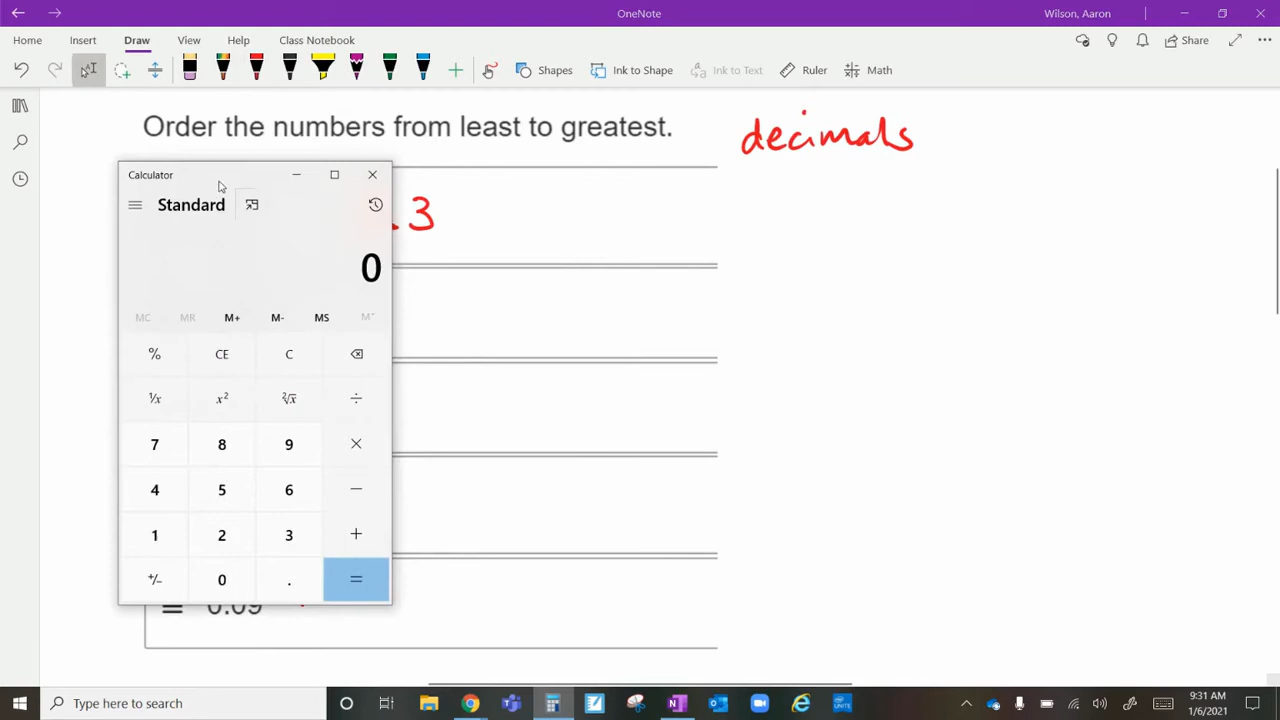 OneNote
Wilson, Aaron
Home Insert Draw View Help Class Notebook
Share
Shapes Ink to Shape Ink to Text Ruler Math
Order the numbers from least to greatest.
decimals
Calculator
Standard
3
0
MC MR M+ M- MS M˅
% CE C
¹/x x² ²√x ÷
7 8 9 ×
4 5 6 −
1 2 3 +
+/− 0 . =
0.09
Type here to search
9:31 AM
1/6/2021